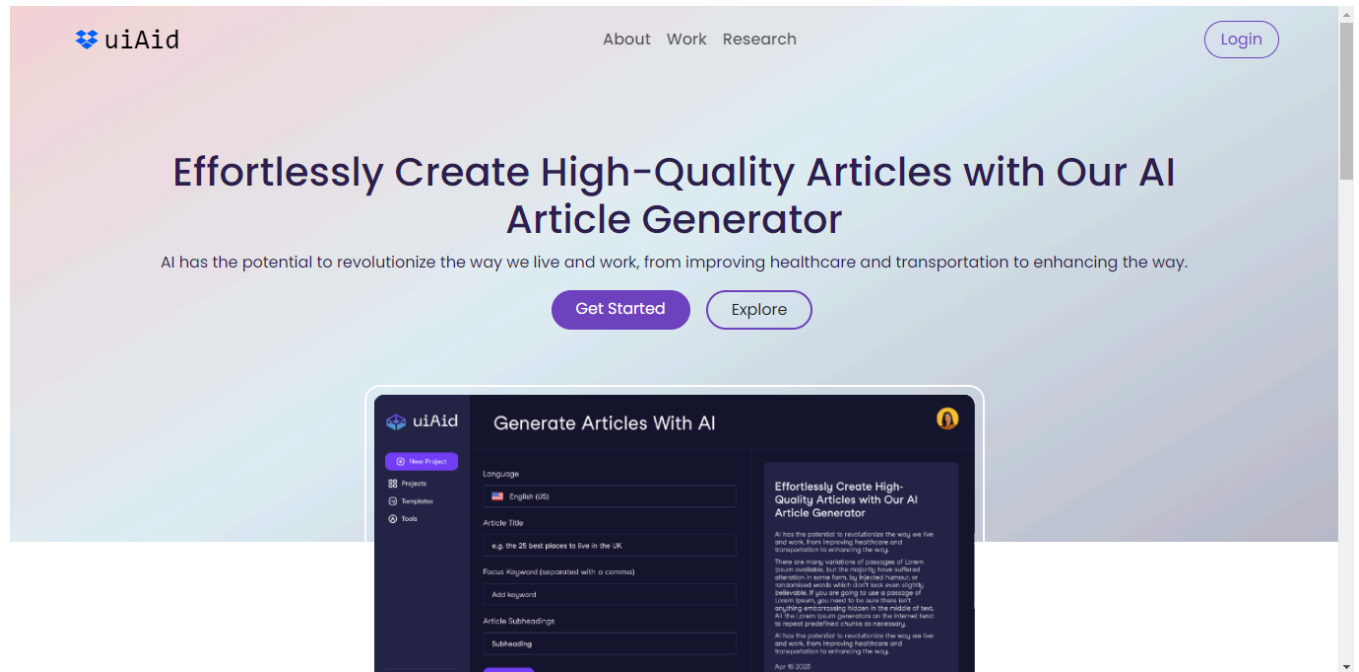 uiAid
About Work Research
Login
Effortlessly Create High-Quality Articles with Our AI
Article Generator
AI has the potential to revolutionize the way we live and work, from improving healthcare and transportation to enhancing the way.
Get Started
Explore
uiAid
Generate Articles With AI
New Project
Projects
Templates
Tools
Language
English (US)
Article Title
e.g. the 25 best places to live in the UK
Focus Keyword (separated with a comma)
Add keyword
Article Subheadings
Subheading
Effortlessly Create High-
Quality Articles with Our AI
Article Generator
AI has the potential to revolutionize the way we live
and work, from improving healthcare and
transportation to enhancing the way.
There are many variations of passages of Lorem
Ipsum available, but the majority have suffered
alteration in some form, by injected humour, or
randomised words which don't look even slightly
believable. If you are going to use a passage of
Lorem Ipsum, you need to be sure there isn't
anything embarrassing hidden in the middle of text.
All the Lorem Ipsum generators on the Internet tend
to repeat predefined chunks as necessary.
AI has the potential to revolutionize the way we live
and work, from improving healthcare and
transportation to enhancing the way.
Apr 16 2023